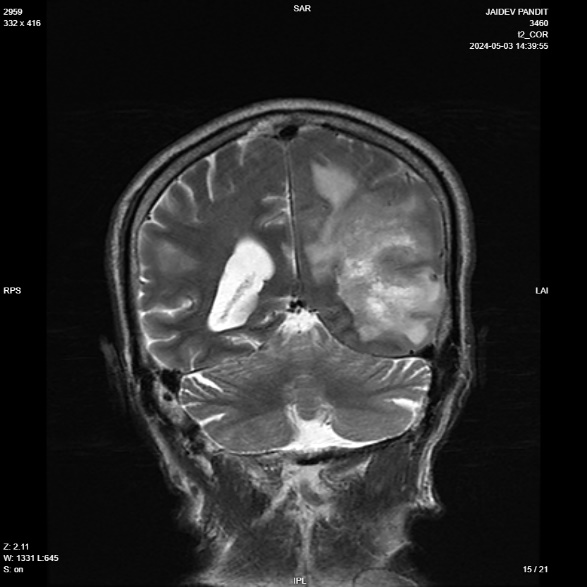 2959
332 x 416
SAR
JAIDEV PANDIT
3460
I2_COR
2024-05-03 14:39:55
RPS
LAI
Z: 2.11
W: 1331 L:645
S: on
IPL
15 / 21